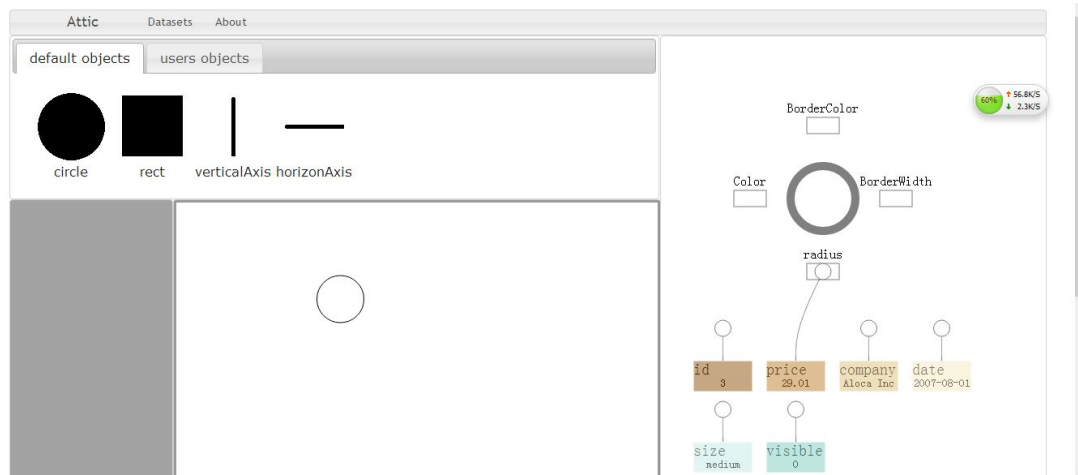 Attic Datasets About
default objects users objects
circle rect verticalAxis horizonAxis
60% ↑ 56.8K/S
↓ 2.3K/S
BorderColor
Color BorderWidth
radius
id price company date
3 29.01 Aloca Inc 2007-08-01
size visible
medium 0